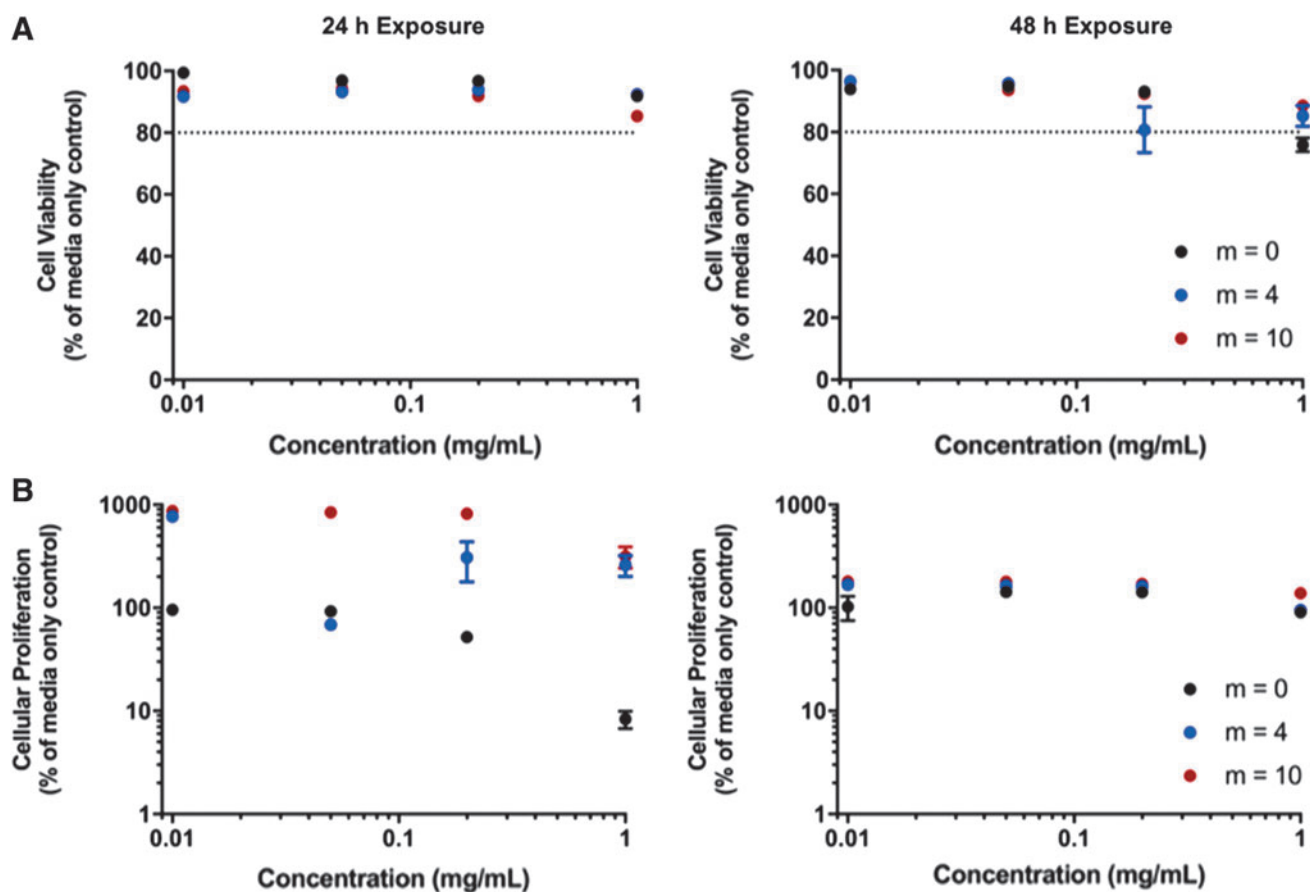 A
24 h Exposure
48 h Exposure
Cell Viability
(% of media only control)
100
80
60
40
20
0
0.01
0.1
1
Concentration (mg/mL)
Cell Viability
(% of media only control)
100
80
60
40
20
0
0.01
0.1
1
Concentration (mg/mL)
m = 0
m = 4
m = 10
B
Cellular Proliferation
(% of media only control)
1000
100
10
1
0.01
0.1
1
Concentration (mg/mL)
Cellular Proliferation
(% of media only control)
1000
100
10
1
0.01
0.1
1
Concentration (mg/mL)
m = 0
m = 4
m = 10